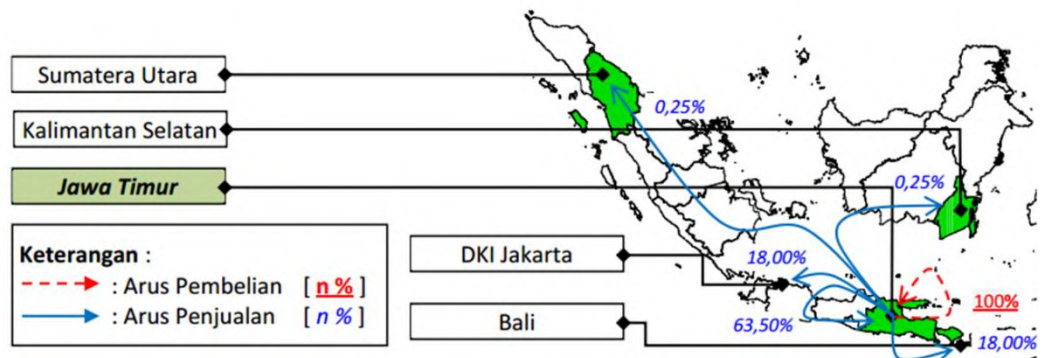 Sumatera Utara
0,25%
Kalimantan Selatan
Jawa Timur
0,25%
Keterangan :
: Arus Pembelian [ n % ]
: Arus Penjualan [ n % ]
DKI Jakarta
18,00%
Bali
63,50%
100%
18,00%